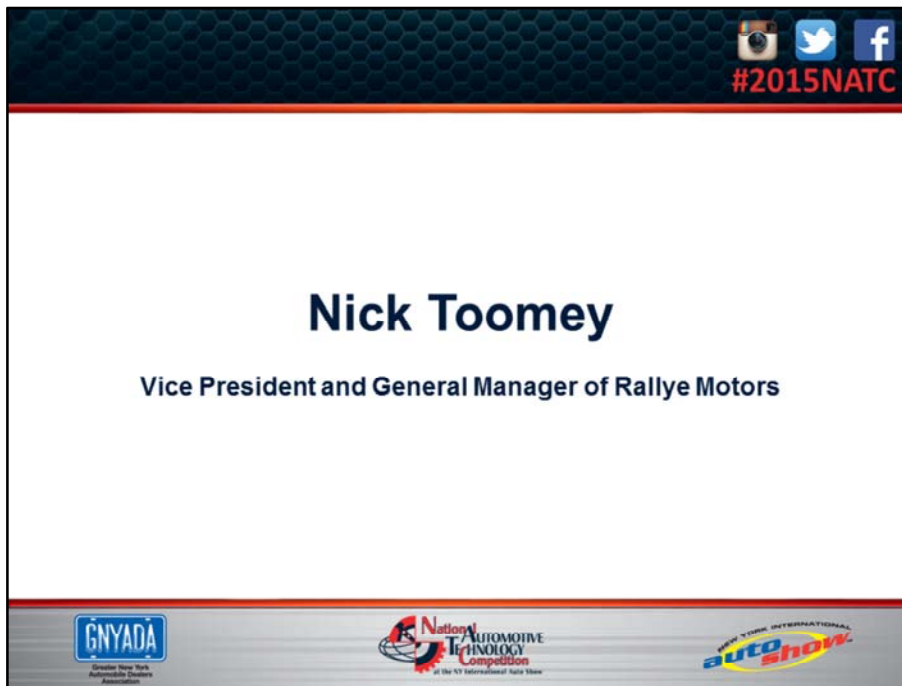 #2015NATC
Nick Toomey
Vice President and General Manager of Rallye Motors
GNYADA
Greater New York
Automobile Dealers
Association
National
AUTOMOTIVE
TECHNOLOGY
Competition
at the NY International Auto Show
NEW YORK INTERNATIONAL
auto show